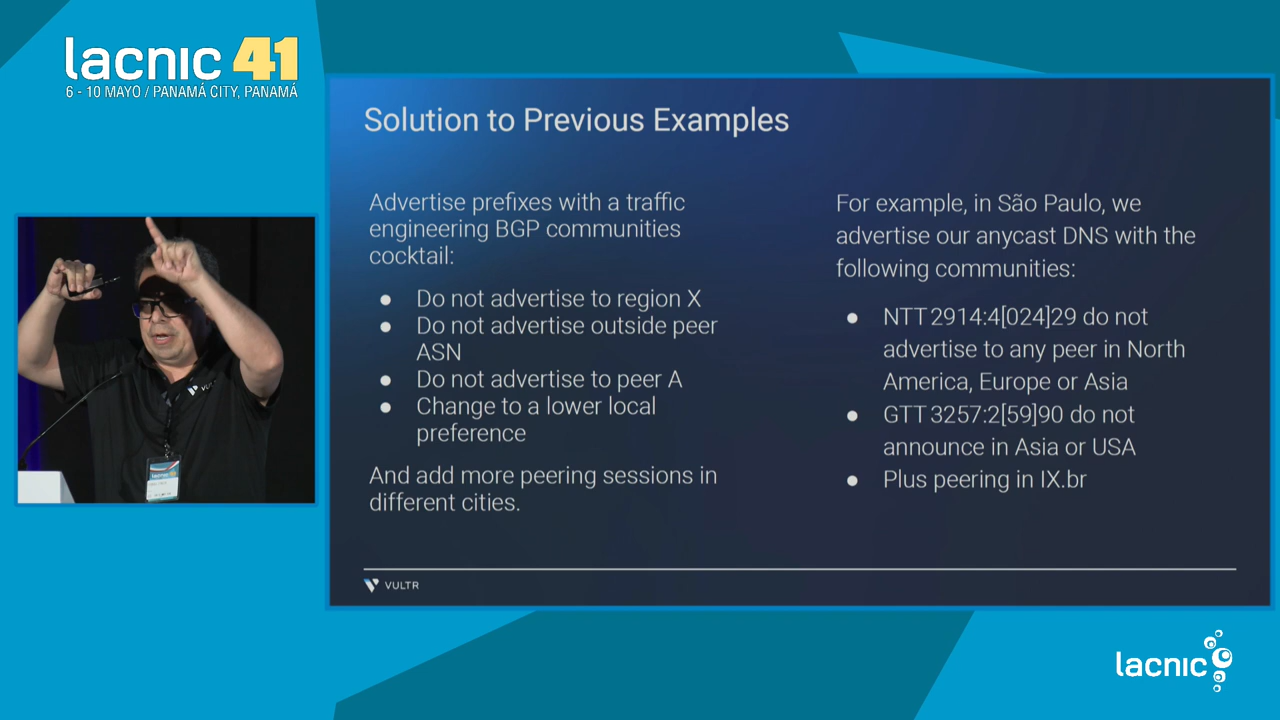 lacnic 41
6 - 10 MAYO / PANAMÁ CITY, PANAMÁ
Solution to Previous Examples
Advertise prefixes with a traffic
engineering BGP communities
cocktail:
● Do not advertise to region X
● Do not advertise outside peer
ASN
● Do not advertise to peer A
● Change to a lower local
preference
And add more peering sessions in
different cities.
For example, in São Paulo, we
advertise our anycast DNS with the
following communities:
● NTT 2914:4[024]29 do not
advertise to any peer in North
America, Europe or Asia
● GTT 3257:2[59]90 do not
announce in Asia or USA
● Plus peering in IX.br
VULTR
VULTR
lacnic